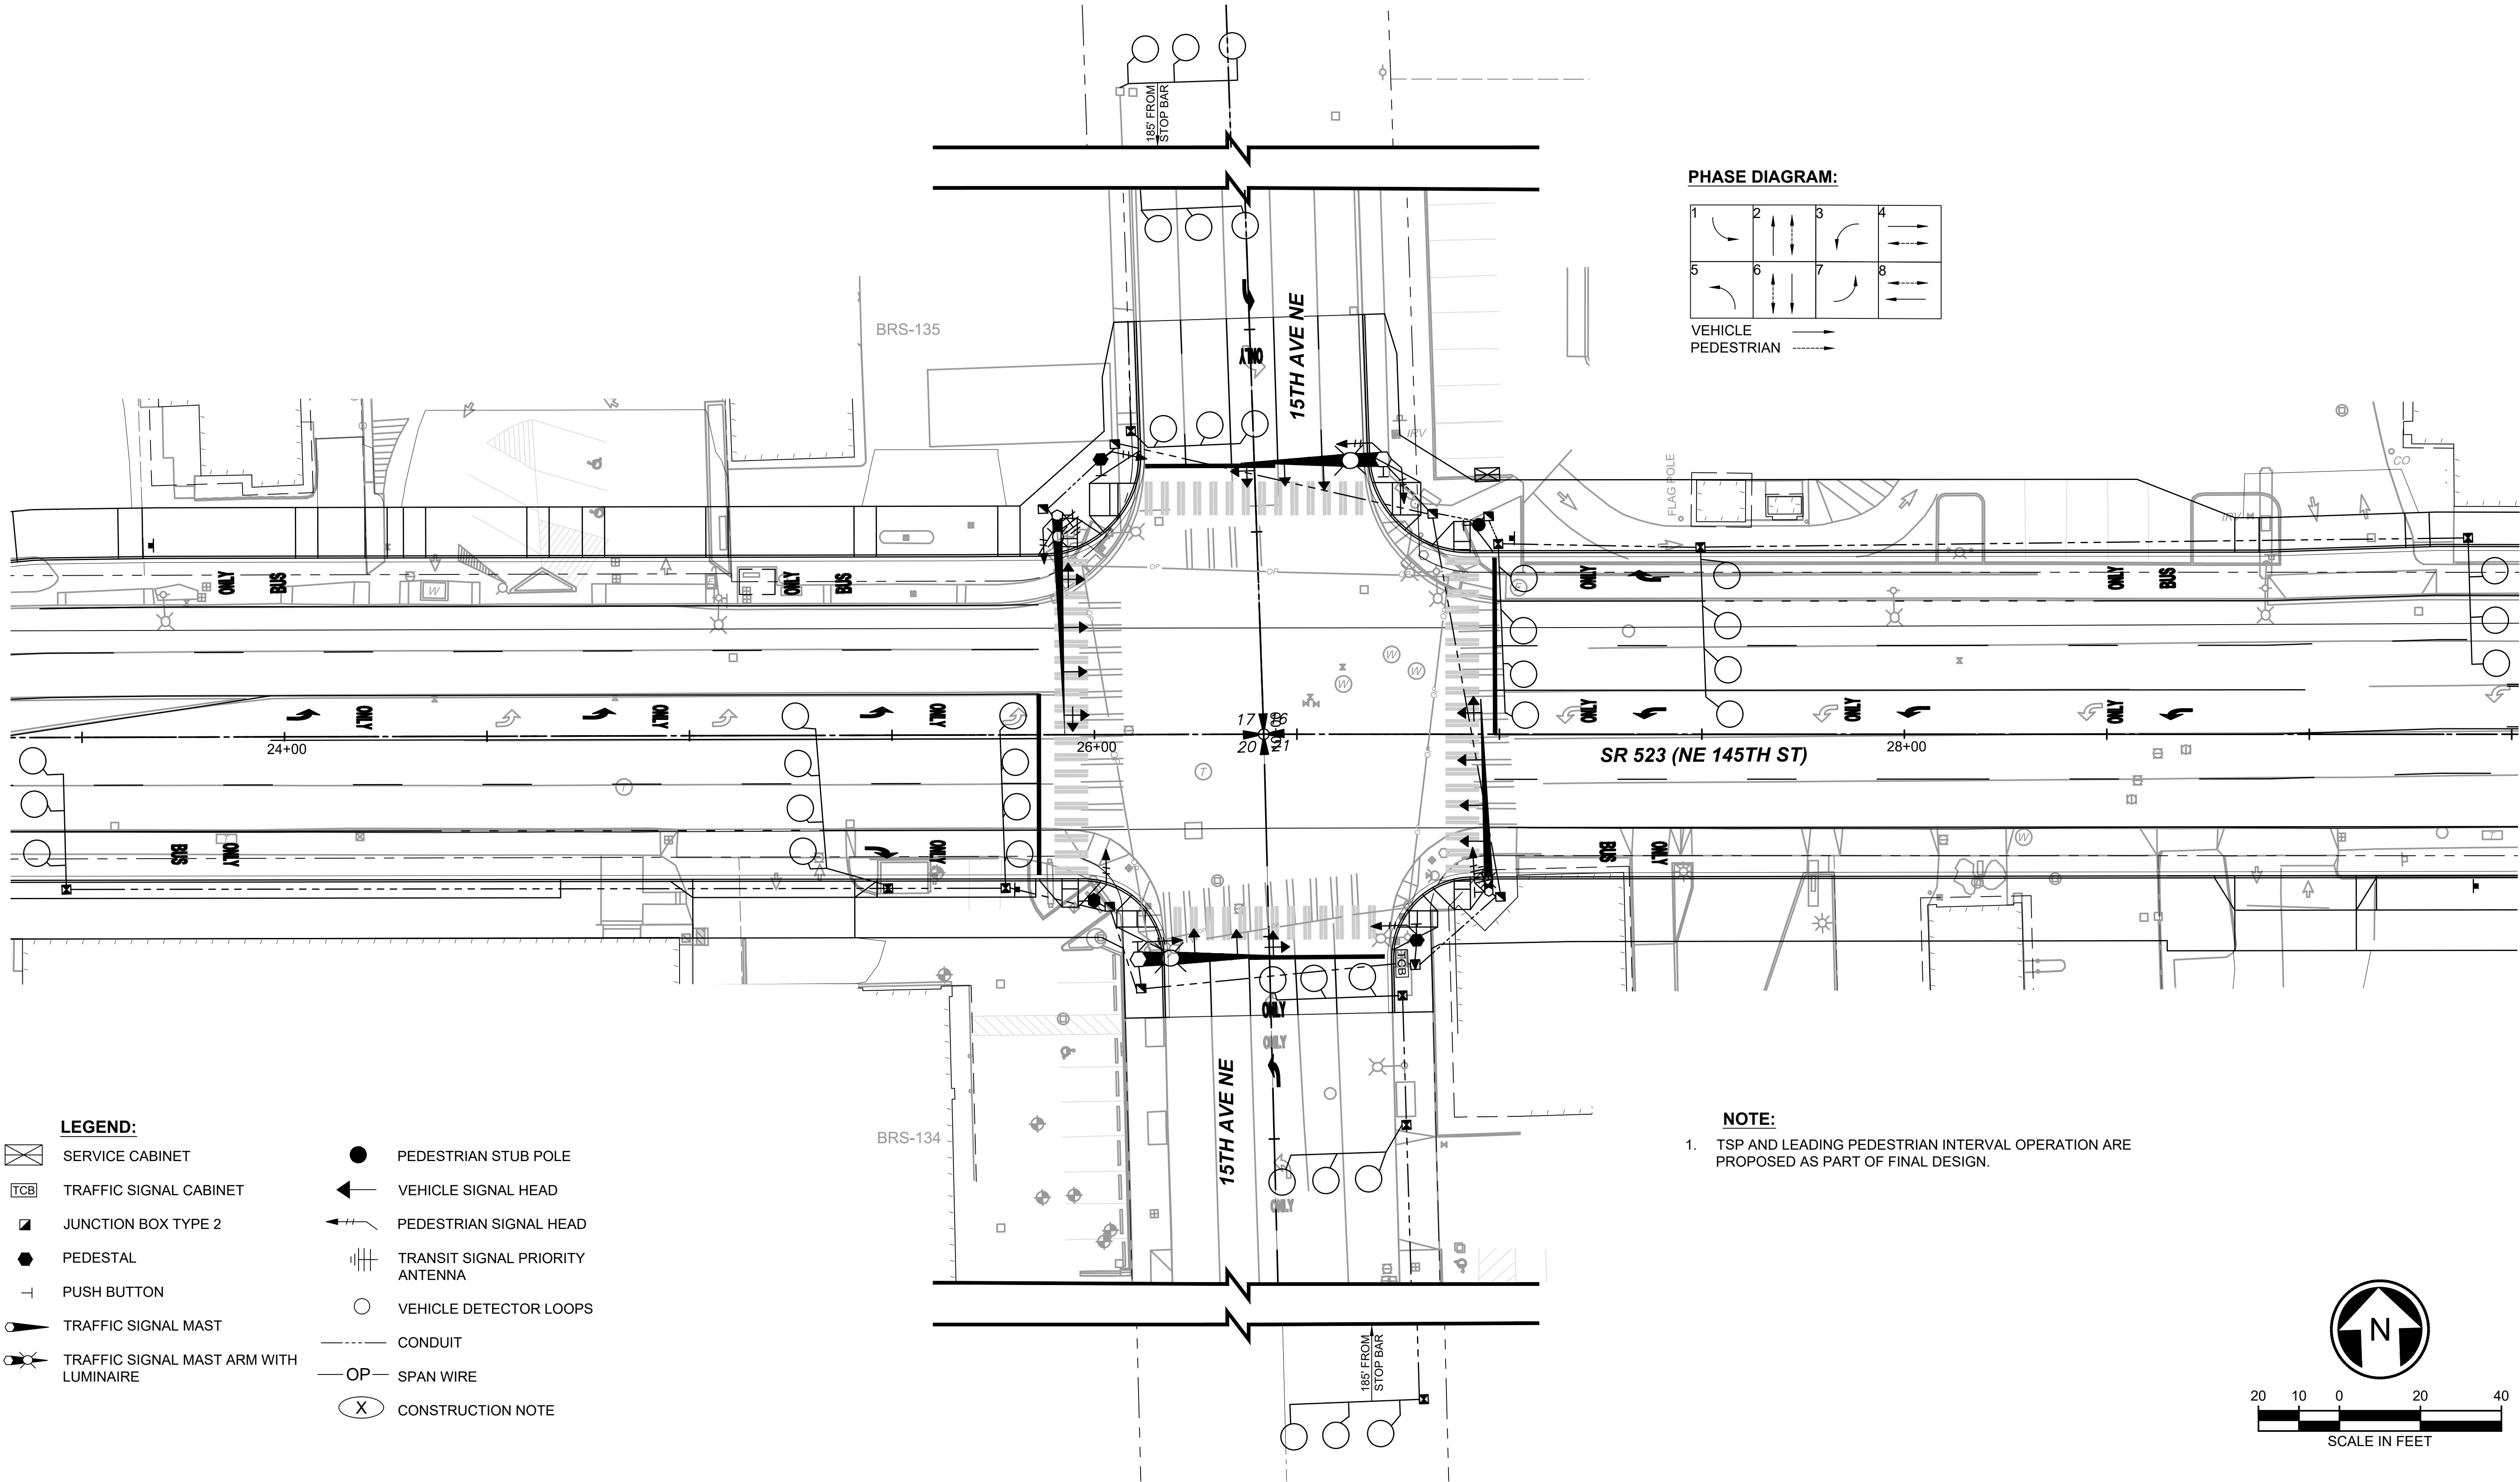 185' FROM
STOP BAR
PHASE DIAGRAM:
1
2
3
4
5
6
7
8
VEHICLE
PEDESTRIAN
15TH AVE NE
BRS-135
ONLY
IRV
FLAG POLE
CO
IRV
ONLY
BUS
ONLY
BUS
ONLY
ONLY
BUS
W
E
OP
OP
W
W
W
ONLY
ONLY
ONLY
ONLY
ONLY
ONLY
17
16
20
21
24+00
26+00
28+00
SR 523 (NE 145TH ST)
T
T
BUS
ONLY
ONLY
BUS
ONLY
W
T
TCB
ONLY
ONLY
15TH AVE NE
ONLY
BRS-134
LEGEND:
SERVICE CABINET
TCB
TRAFFIC SIGNAL CABINET
JUNCTION BOX TYPE 2
PEDESTAL
PUSH BUTTON
TRAFFIC SIGNAL MAST
TRAFFIC SIGNAL MAST ARM WITH
LUMINAIRE
PEDESTRIAN STUB POLE
VEHICLE SIGNAL HEAD
PEDESTRIAN SIGNAL HEAD
TRANSIT SIGNAL PRIORITY
ANTENNA
VEHICLE DETECTOR LOOPS
CONDUIT
OP
SPAN WIRE
X
CONSTRUCTION NOTE
185' FROM
STOP BAR
NOTE:
1. TSP AND LEADING PEDESTRIAN INTERVAL OPERATION ARE
PROPOSED AS PART OF FINAL DESIGN.
N
20 10 0 20 40
SCALE IN FEET